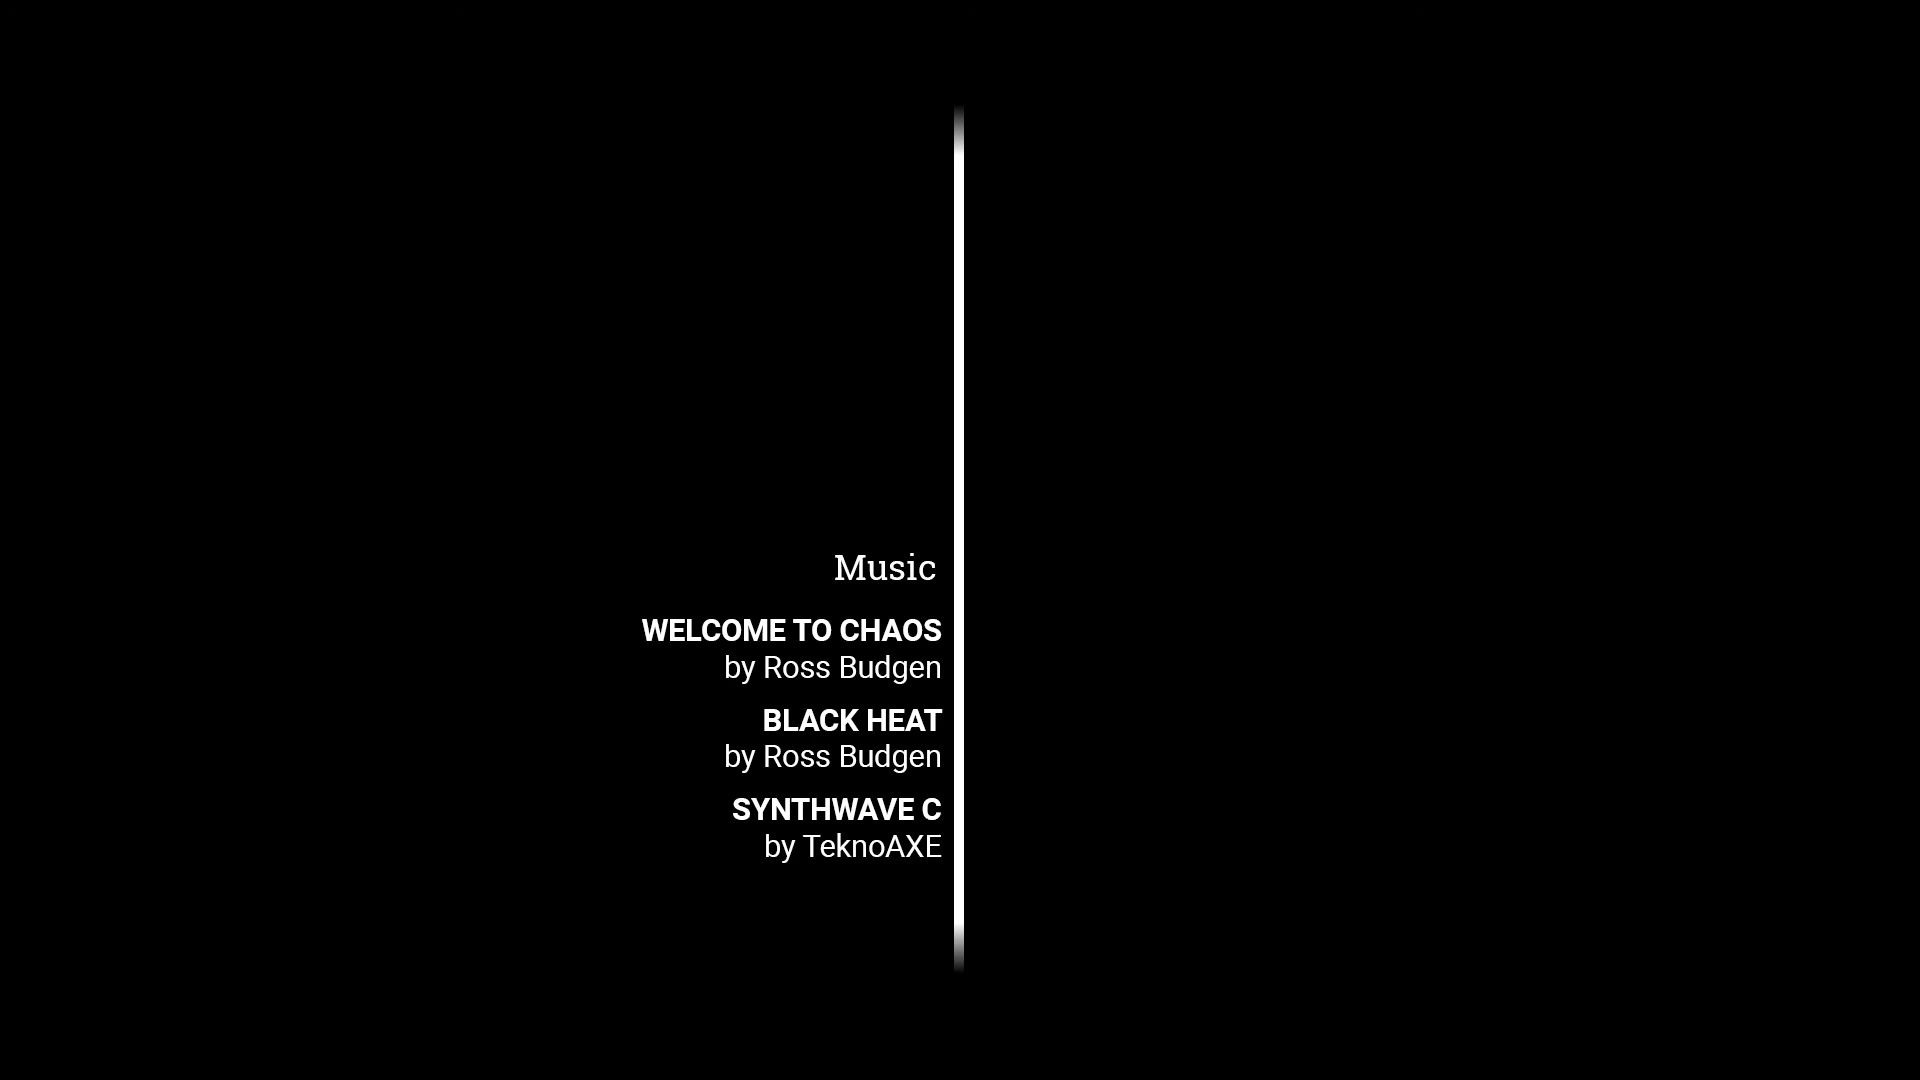 Music
WELCOME TO CHAOS
by Ross Budgen
BLACK HEAT
by Ross Budgen
SYNTHWAVE C
by TeknoAXE